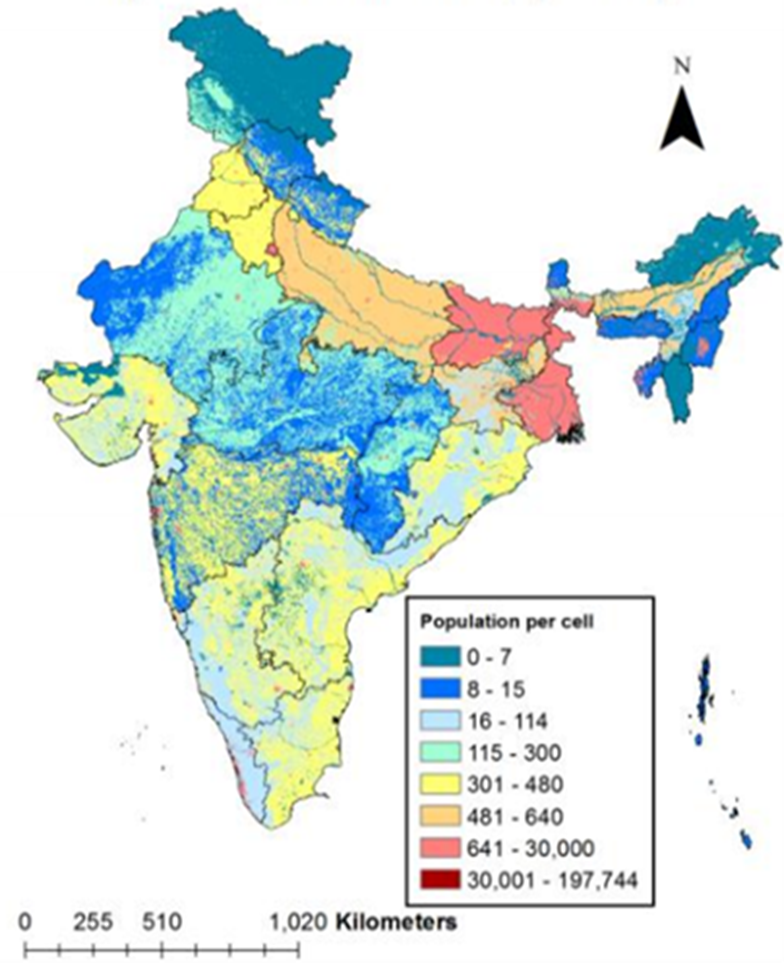 N
Population per cell
0 - 7
8 - 15
16 - 114
115 - 300
301 - 480
481 - 640
641 - 30,000
30,001 - 197,744
0 255 510 1,020 Kilometers